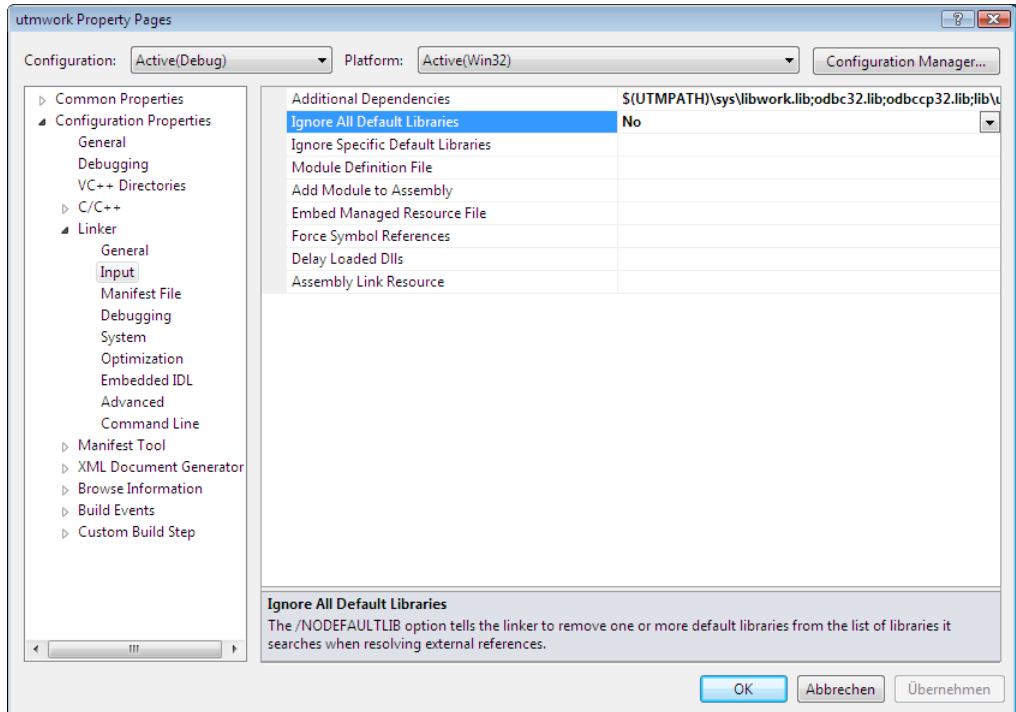 utmwork Property Pages
Configuration: Active(Debug) Platform: Active(Win32) Configuration Manager...
Common Properties
Configuration Properties
General
Debugging
VC++ Directories
C/C++
Linker
General
Input
Manifest File
Debugging
System
Optimization
Embedded IDL
Advanced
Command Line
Manifest Tool
XML Document Generator
Browse Information
Build Events
Custom Build Step
Additional Dependencies $(UTMPATH)\sys\libwork.lib;odbc32.lib;odbccp32.lib;lib\u
Ignore All Default Libraries No
Ignore Specific Default Libraries
Module Definition File
Add Module to Assembly
Embed Managed Resource File
Force Symbol References
Delay Loaded Dlls
Assembly Link Resource
Ignore All Default Libraries
The /NODEFAULTLIB option tells the linker to remove one or more default libraries from the list of libraries it
searches when resolving external references.
OK Abbrechen Übernehmen